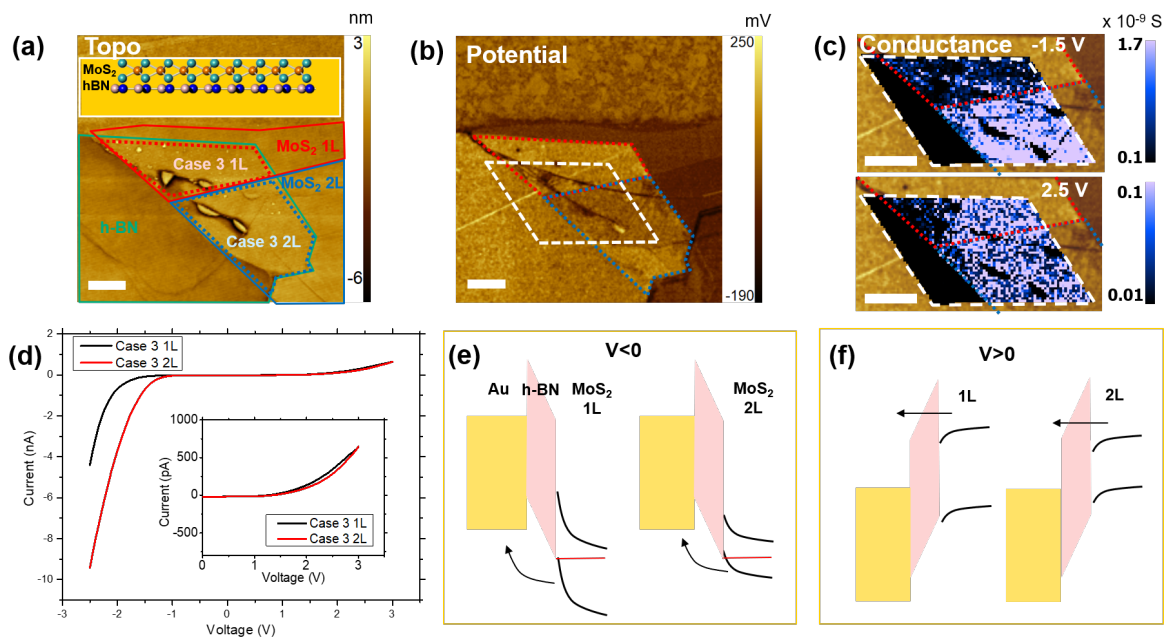 (a)
Topo
nm
3
-6
MoS2
hBN
MoS2 1L
Case 3 1L
MoS2 2L
h-BN
Case 3 2L
(b)
Potential
mV
250
-190
(c)
Conductance
-1.5 V
x 10-9 S
1.7
0.1
2.5 V
0.1
0.01
(d)
2
0
-2
-4
-6
-8
-10
Current (nA)
-3
-2
-1
0
1
2
3
Voltage (V)
Case 3 1L
Case 3 2L
1000
500
0
-500
Current (pA)
0
1
2
3
Voltage (V)
Case 3 1L
Case 3 2L
(e)
V<0
Au
h-BN
MoS2
1L
MoS2
2L
(f)
V>0
1L
2L